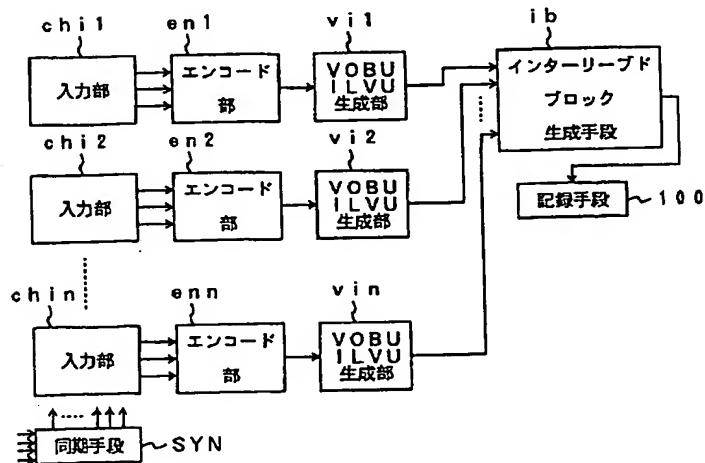 chi1
en1
vi1
ib
入力部
エンコード
部
VOBU
ILVU
生成部
インターリーブド
ブロック
生成手段
chi2
en2
vi2
入力部
エンコード
部
VOBU
ILVU
生成部
記録手段
100
chin
enn
vin
入力部
エンコード
部
VOBU
ILVU
生成部
同期手段
SYN